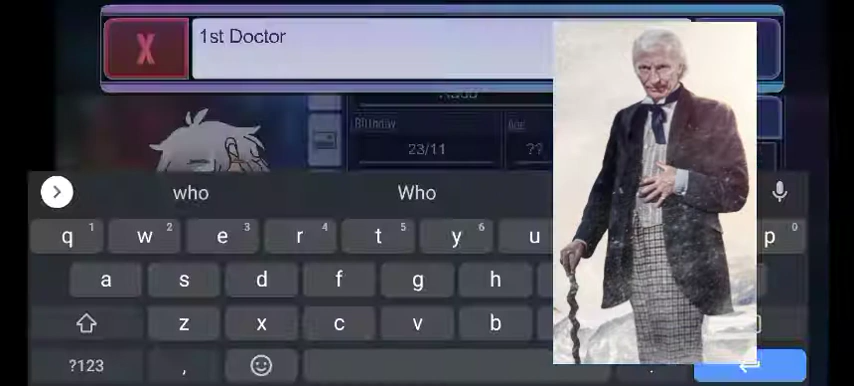 X
1st Doctor
Birthday
Age
23/11
??
who
Who
q 1 w 2 e 3 r 4 t 5 y 6 u p 0
a s d f g h
z x c v b
?123 , .